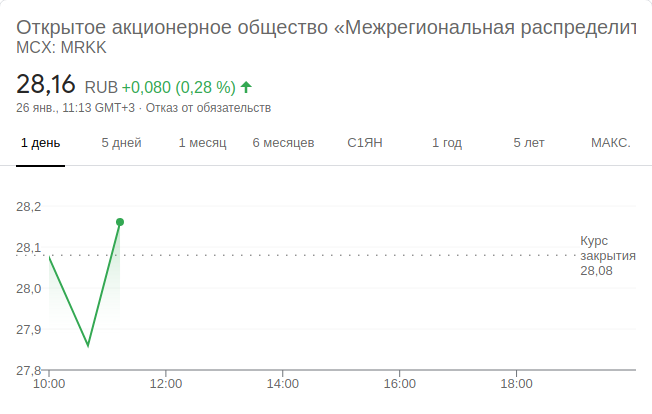 Открытое акционерное общество «Межрегиональная распределит
MCX: MRKK
28,16 RUB +0,080 (0,28 %)
26 янв., 11:13 GMT+3 · Отказ от обязательств
1 день 5 дней 1 месяц 6 месяцев С1ЯН 1 год 5 лет МАКС.
28,2
28,1
28,0
27,9
27,8
Курс
закрытия
28,08
10:00 12:00 14:00 16:00 18:00